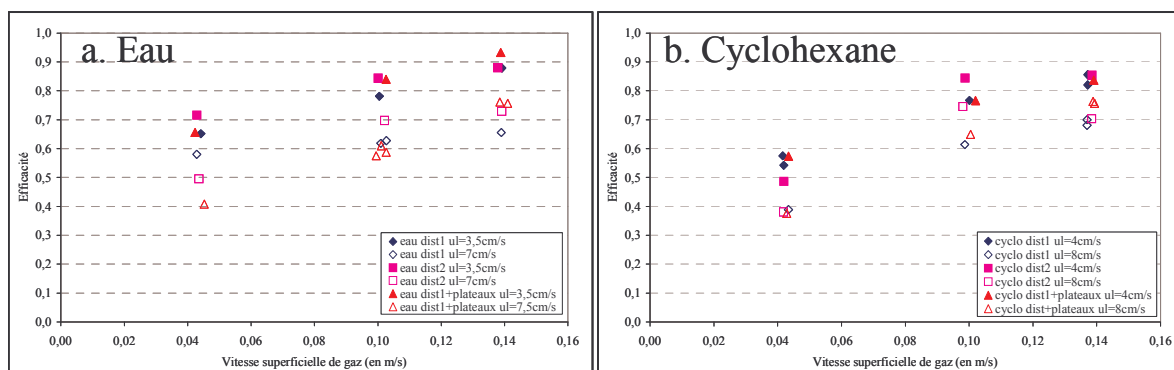 a. Eau
1,0
0,9
0,8
0,7
0,6
0,5
0,4
0,3
0,2
0,1
0,0
Efficacité
0,00 0,02 0,04 0,06 0,08 0,10 0,12 0,14 0,16
Vitesse superficielle de gaz (en m/s)
eau dist1 ul=3,5cm/s
eau dist1 ul=7cm/s
eau dist2 ul=3,5cm/s
eau dist2 ul=7cm/s
eau dist1+plateaux ul=3,5cm/s
eau dist1+plateaux ul=7,5cm/s
b. Cyclohexane
1,0
0,9
0,8
0,7
0,6
0,5
0,4
0,3
0,2
0,1
0,0
Efficacité
0,00 0,02 0,04 0,06 0,08 0,10 0,12 0,14 0,16
Vitesse superficielle de gaz (en m/s)
cyclo dist1 ul=4cm/s
cyclo dist1 ul=8cm/s
cyclo dist2 ul=4cm/s
cyclo dist2 ul=8cm/s
cyclo dist1+plateaux ul=4cm/s
cyclo dist+plateaux ul=8cm/s